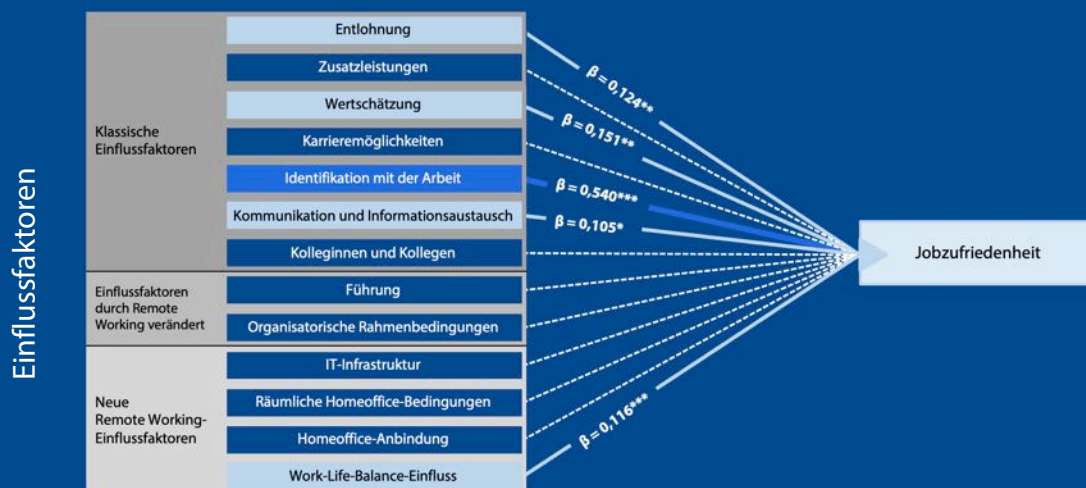 Einflussfaktoren
Klassische
Einflussfaktoren
Entlohnung
Zusatzleistungen
Wertschätzung
Karrieremöglichkeiten
Identifikation mit der Arbeit
Kommunikation und Informationsaustausch
Kolleginnen und Kollegen
Einflussfaktoren
durch Remote
Working verändert
Führung
Organisatorische Rahmenbedingungen
Neue
Remote Working-
Einflussfaktoren
IT-Infrastruktur
Räumliche Homeoffice-Bedingungen
Homeoffice-Anbindung
Work-Life-Balance-Einfluss
β = 0,124**
β = 0,151**
β = 0,540***
β = 0,105*
β = 0,116***
Jobzufriedenheit